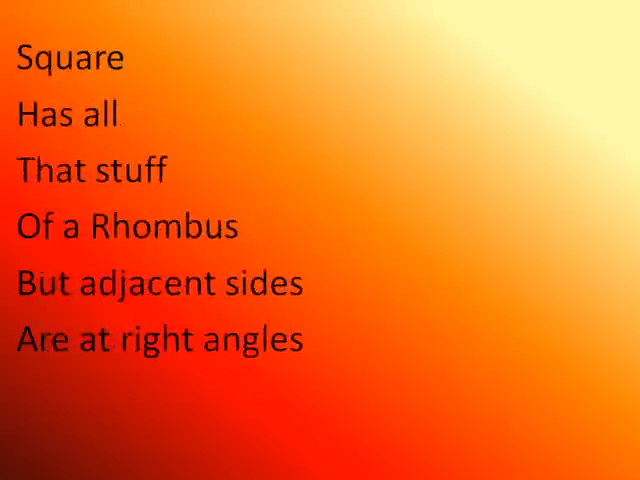 Square
Has all
That stuff
Of a Rhombus
But adjacent sides
Are at right angles